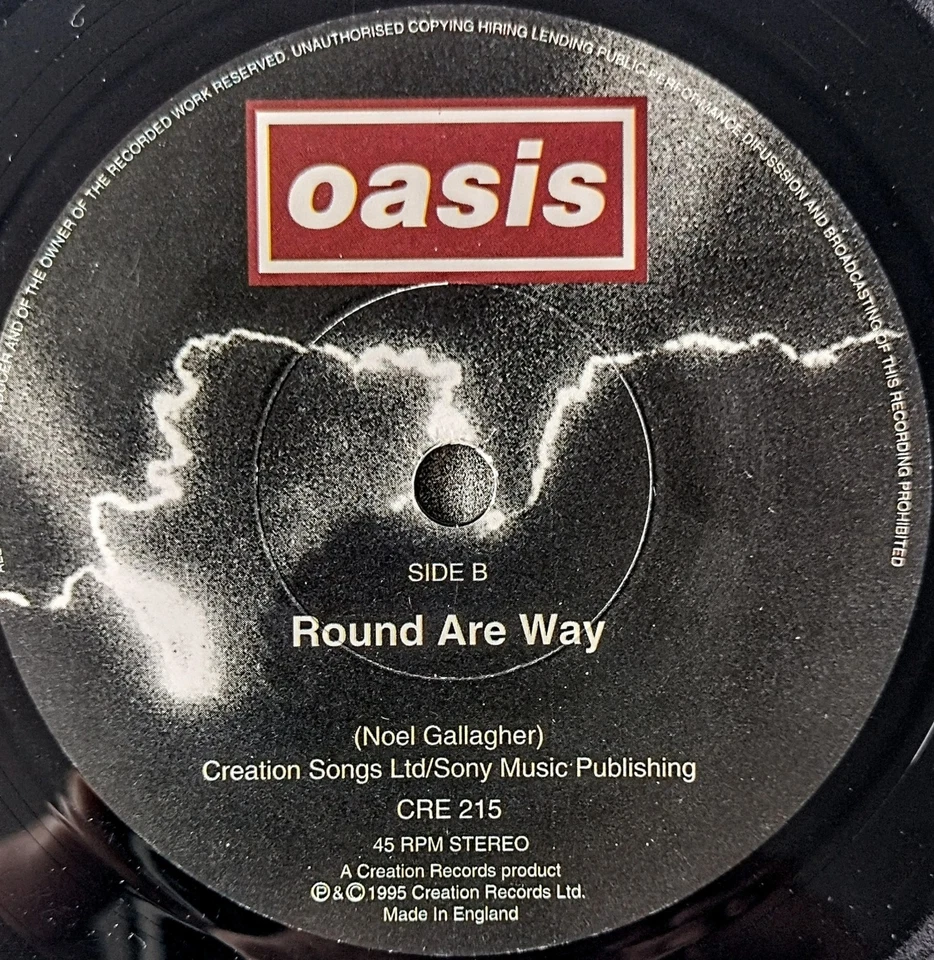 ALL
DUCER AND OF THE OWNER OF THE RECORDED WORK RESERVED. UNAUTHORISED COPYING HIRING LENDING PUBLIC PERFORMANCE DIFUSSSION AND BROADCASTING OF THIS RECORDING PROHIBITED
oasis
SIDE B
Round Are Way
(Noel Gallagher)
Creation Songs Ltd/Sony Music Publishing
CRE 215
45 RPM STEREO
A Creation Records product
℗&©1995 Creation Records Ltd.
Made In England